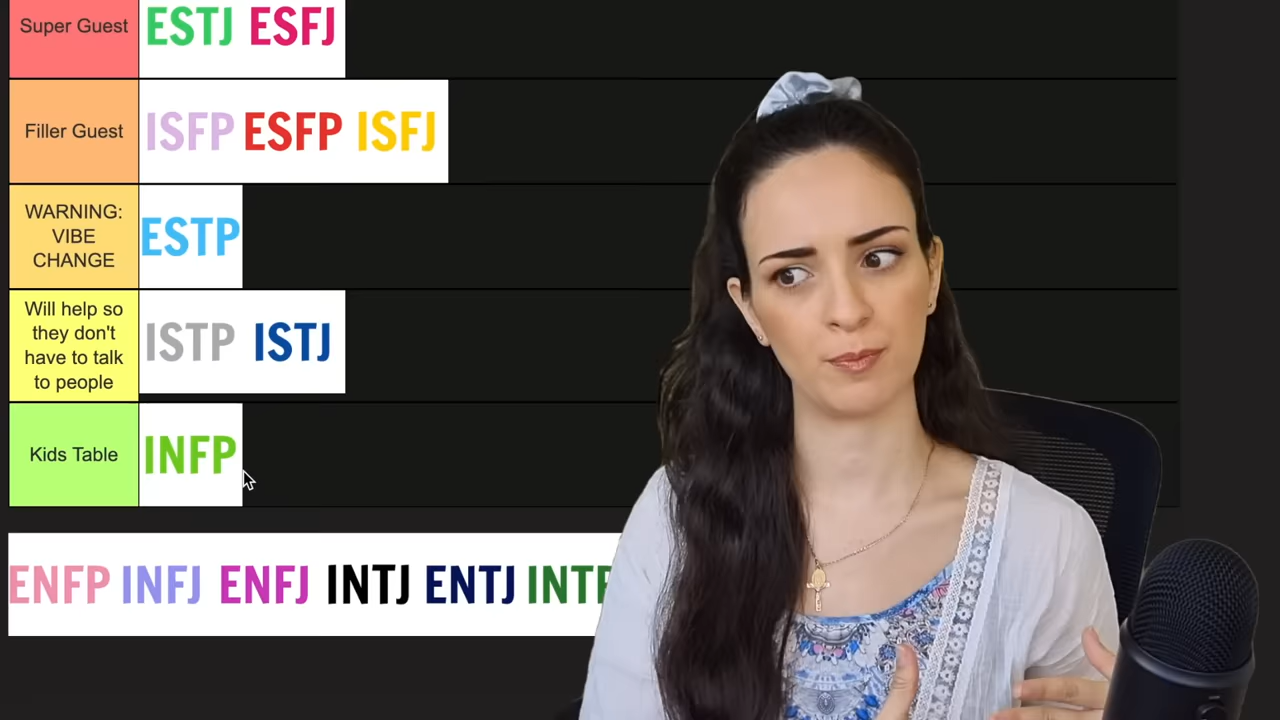 Super Guest
ESTJ ESFJ
Filler Guest
ISFP ESFP ISFJ
WARNING:
VIBE
CHANGE
ESTP
Will help so
they don't
have to talk
to people
ISTP ISTJ
Kids Table
INFP
ENFP INFJ ENFJ INTJ ENTJ